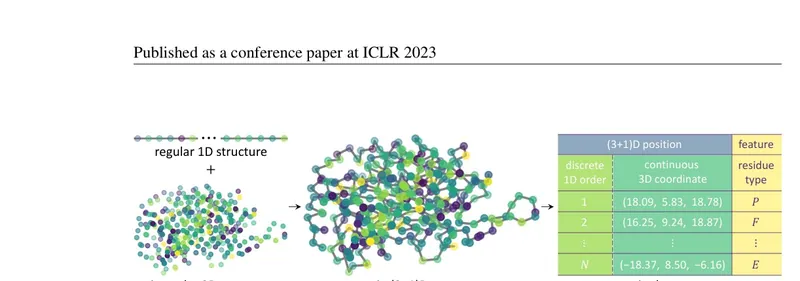 Published as a conference paper at ICLR 2023
regular 1D structure
+
(3+1)D position feature
discrete 1D order continuous 3D coordinate residue type
1 (18.09, 5.83, 18.78) P
2 (16.25, 9.24, 18.87) F
⋮ ⋮ ⋮
N (−18.37, 8.50, −6.16) E